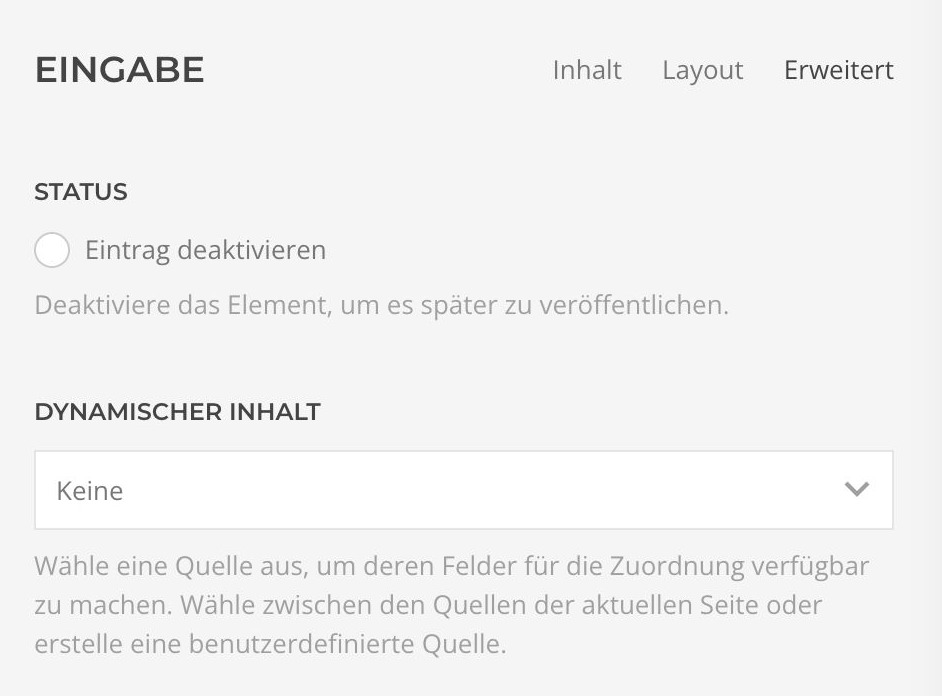 EINGABE
Inhalt Layout Erweitert
STATUS
Eintrag deaktivieren
Deaktiviere das Element, um es später zu veröffentlichen.
DYNAMISCHER INHALT
Keine
Wähle eine Quelle aus, um deren Felder für die Zuordnung verfügbar
zu machen. Wähle zwischen den Quellen der aktuellen Seite oder
erstelle eine benutzerdefinierte Quelle.